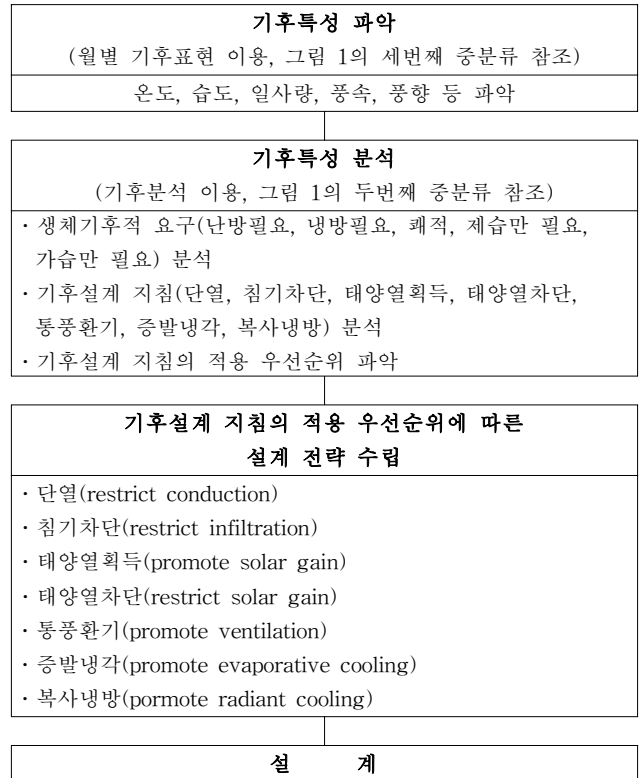 기후특성 파악
(월별 기후표현 이용, 그림 1의 세번째 중분류 참조)
온도, 습도, 일사량, 풍속, 풍향 등 파악
기후특성 분석
(기후분석 이용, 그림 1의 두번째 중분류 참조)
· 생체기후적 요구(난방필요, 냉방필요, 쾌적, 제습만 필요,
가습만 필요) 분석
· 기후설계 지침(단열, 침기차단, 태양열획득, 태양열차단,
통풍환기, 증발냉각, 복사냉방) 분석
· 기후설계 지침의 적용 우선순위 파악
기후설계 지침의 적용 우선순위에 따른
설계 전략 수립
· 단열(restrict conduction)
· 침기차단(restrict infiltration)
· 태양열획득(promote solar gain)
· 태양열차단(restrict solar gain)
· 통풍환기(promote ventilation)
· 증발냉각(promote evaporative cooling)
· 복사냉방(pormote radiant cooling)
설 계